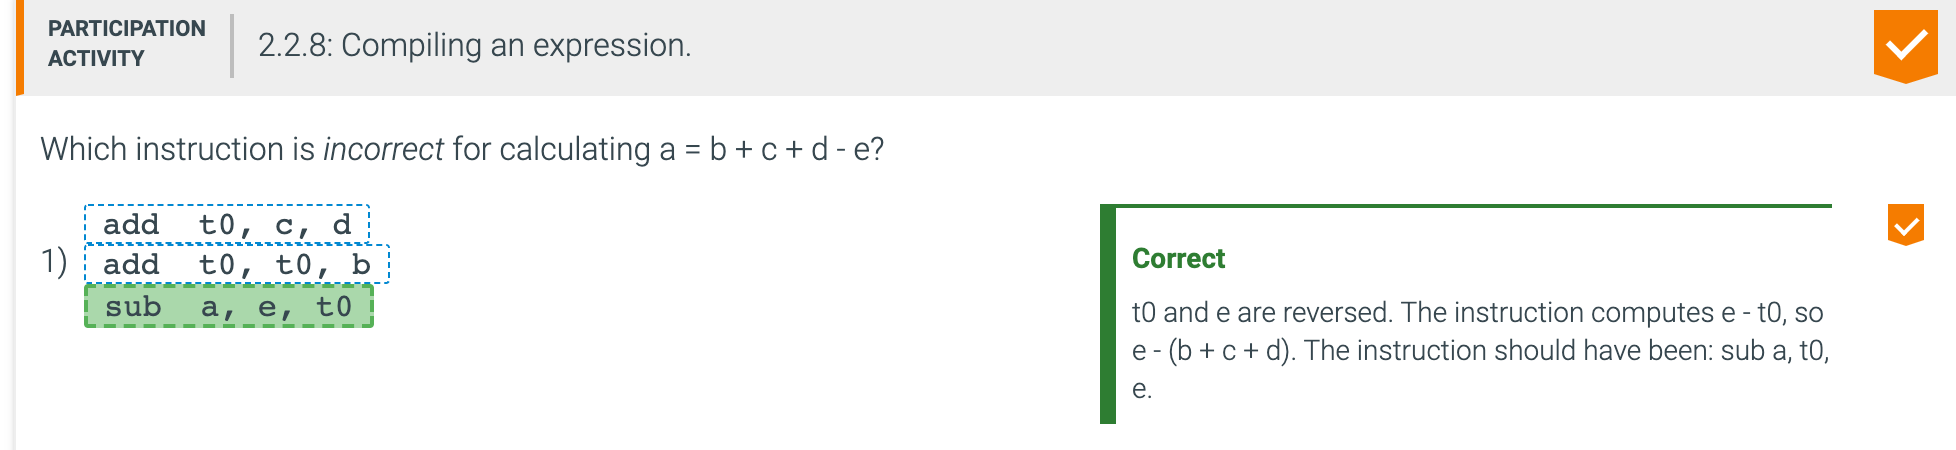 PARTICIPATION
ACTIVITY
2.2.8: Compiling an expression.
Which instruction is incorrect for calculating a = b + c + d - e?
1)
add t0, c, d
add t0, t0, b
sub a, e, t0
Correct
t0 and e are reversed. The instruction computes e - t0, so
e - (b + c + d). The instruction should have been: sub a, t0,
e.